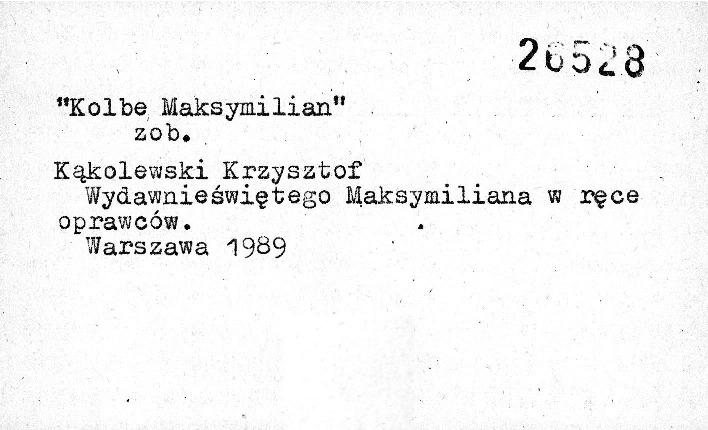 26528
"Kolbe Maksymilian"
zob.
Kąkolewski Krzysztof
Wydawnieświętego Maksymiliana w ręce
oprawców.
Warszawa 1989